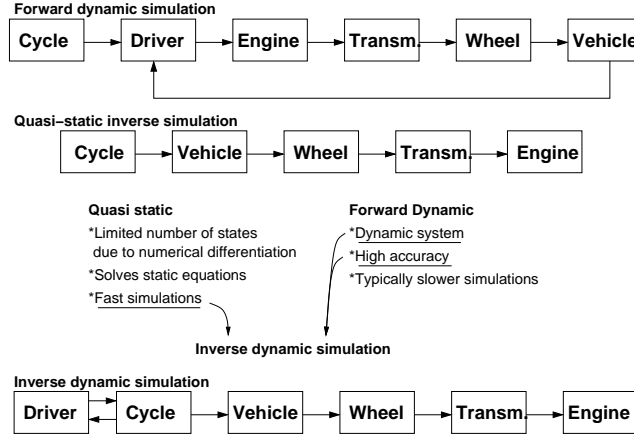 Forward dynamic simulation
Cycle Driver Engine Transm. Wheel Vehicle
Quasi-static inverse simulation
Cycle Vehicle Wheel Transm. Engine
Quasi static
*Limited number of states
due to numerical differentiation
*Solves static equations
*Fast simulations
Forward Dynamic
*Dynamic system
*High accuracy
*Typically slower simulations
Inverse dynamic simulation
Inverse dynamic simulation
Driver Cycle Vehicle Wheel Transm. Engine